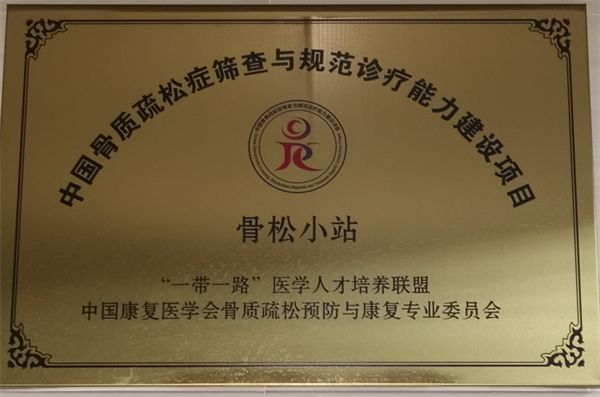 中国骨质疏松症筛查与规范诊疗能力建设项目
骨松小站
“一带一路”医学人才培养联盟
中国康复医学会骨质疏松预防与康复专业委员会